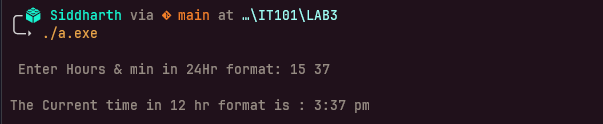 Siddharth via main at …\IT101\LAB3
./a.exe
Enter Hours & min in 24Hr format: 15 37
The Current time in 12 hr format is : 3:37 pm